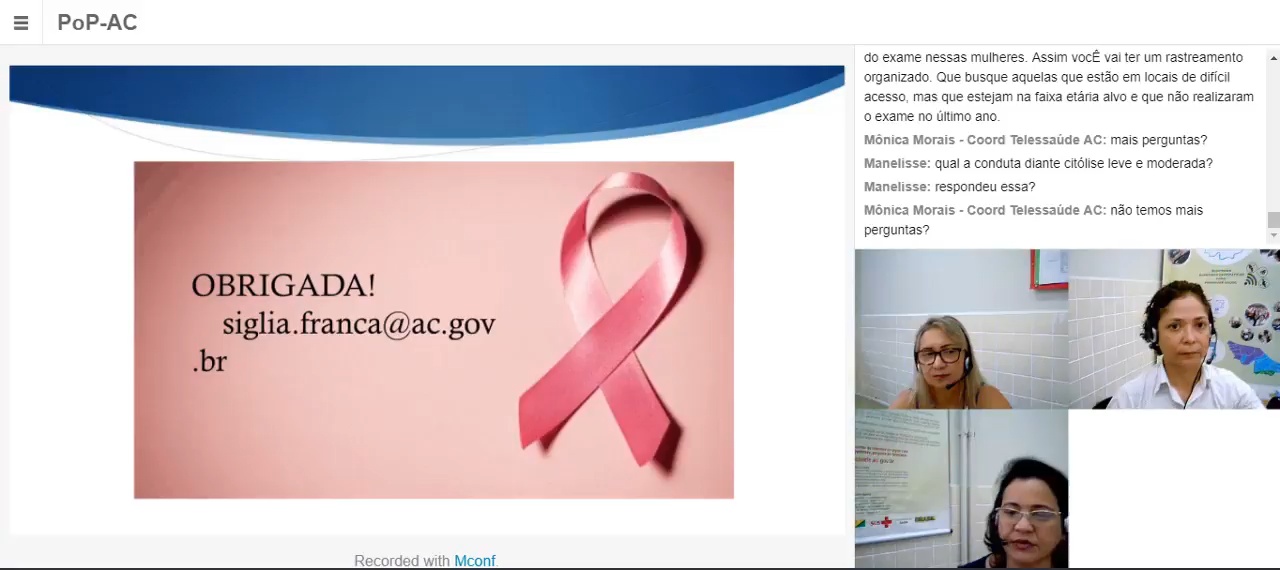 PoP-AC
OBRIGADA!
siglia.franca@ac.gov
.br
Recorded with Mconf.
do exame nessas mulheres. Assim vocÊ vai ter um rastreamento
organizado. Que busque aquelas que estão em locais de difícil
acesso, mas que estejam na faixa etária alvo e que não realizaram
o exame no último ano.
Mônica Morais - Coord Telessaúde AC: mais perguntas?
Manelisse: qual a conduta diante citólise leve e moderada?
Manelisse: respondeu essa?
Mônica Morais - Coord Telessaúde AC: não temos mais
perguntas?